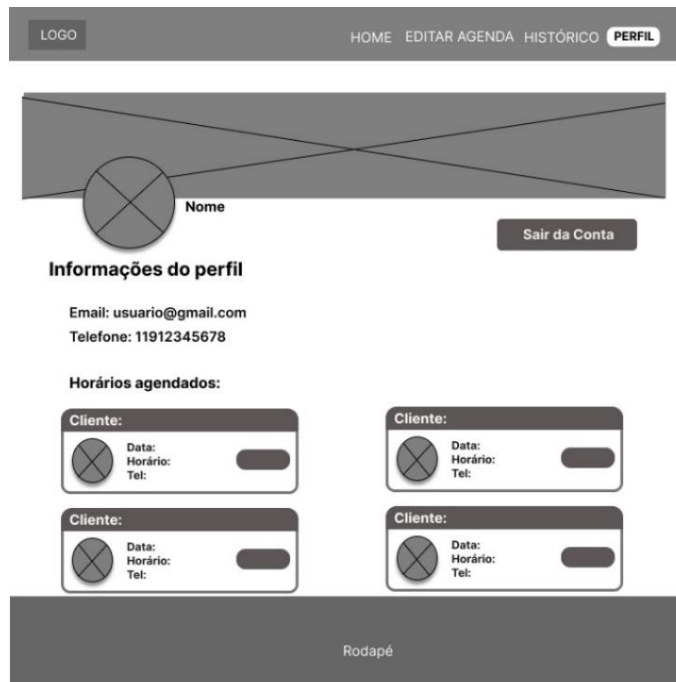 LOGO
HOME EDITAR AGENDA HISTÓRICO PERFIL
Nome
Sair da Conta
Informações do perfil
Email: usuario@gmail.com
Telefone: 11912345678
Horários agendados:
Cliente:
Data:
Horário:
Tel:
Cliente:
Data:
Horário:
Tel:
Cliente:
Data:
Horário:
Tel:
Cliente:
Data:
Horário:
Tel:
Rodapé